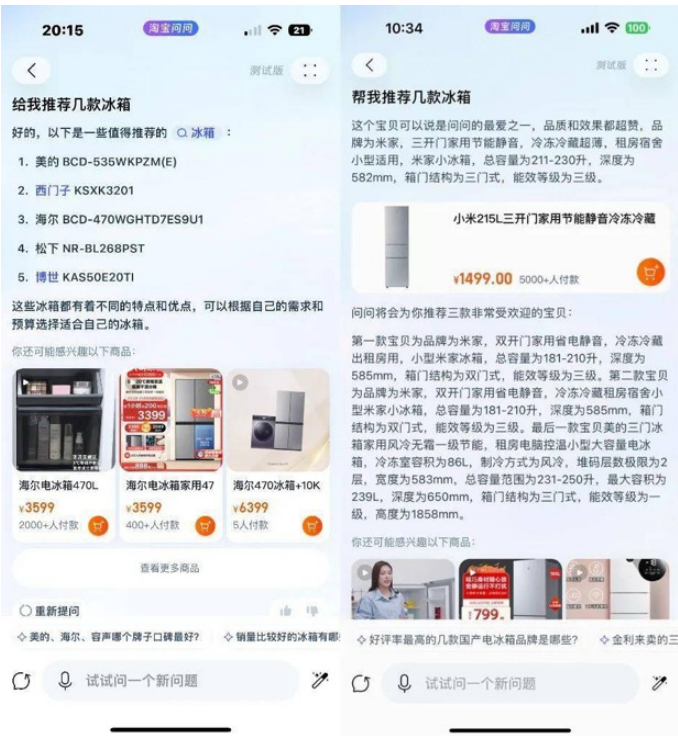 20:15
淘宝问问
21
测试版
给我推荐几款冰箱
好的，以下是一些值得推荐的 冰箱 ：
1. 美的 BCD-535WKPZM(E)
2. 西门子 KSXK3201
3. 海尔 BCD-470WGHTD7ES9U1
4. 松下 NR-BL268PST
5. 博世 KAS50E20TI
这些冰箱都有着不同的特点和优点，可以根据自己的需求和
预算选择适合自己的冰箱。
你还可能感兴趣以下商品：
3399
海尔电冰箱470L
¥3599
2000+人付款
海尔电冰箱家用47
¥3599
400+人付款
海尔470冰箱+10K
¥6399
5人付款
查看更多商品
重新提问
美的、海尔、容声哪个牌子口碑最好？
销量比较好的冰箱有哪
试试问一个新问题
10:34
淘宝问问
100
测试版
帮我推荐几款冰箱
这个宝贝可以说是问问的最爱之一，品质和效果都超赞，品
牌为米家，三开门家用节能静音，冷冻冷藏超薄，租房宿舍
小型适用，米家小冰箱，总容量为211-230升，深度为
582mm，箱门结构为三门式，能效等级为三级。
小米215L三开门家用节能静音冷冻冷藏
¥1499.00 5000+人付款
问问将会为你推荐三款非常受欢迎的宝贝：
第一款宝贝为品牌为米家，双开门家用省电静音，冷冻冷藏
出租房用，小型米家冰箱，总容量为181-210升，深度为
585mm，箱门结构为双门式，能效等级为三级。第二款宝贝
为品牌为米家，双开门家用省电静音，冷冻冷藏租房宿舍小
型米家小冰箱，总容量为181-210升，深度为585mm，箱门
结构为双门式，能效等级为三级。最后一款宝贝美的三门冰
箱家用风冷无霜一级节能，租房电脑控温小型大容量电冰
箱，冷冻室容积为86L，制冷方式为风冷，堆码层数极限为2
层，宽度为583mm，总容量范围为231-250升，最大容积为
239L，深度为650mm，箱门结构为三门式，能效等级为一
级，高度为1858mm。
你还可能感兴趣以下商品：
799
好评率最高的几款国产电冰箱品牌是哪些？
金利来卖的三
试试问一个新问题